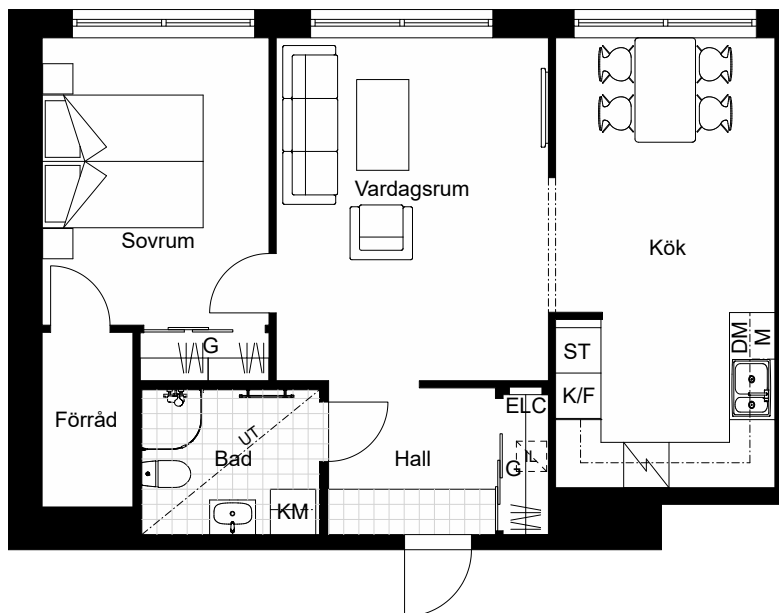 Vardagsrum
Sovrum
Kök
G
ST
DM
M
K/F
ELC
Förråd
UT
Bad
Hall
G
KM